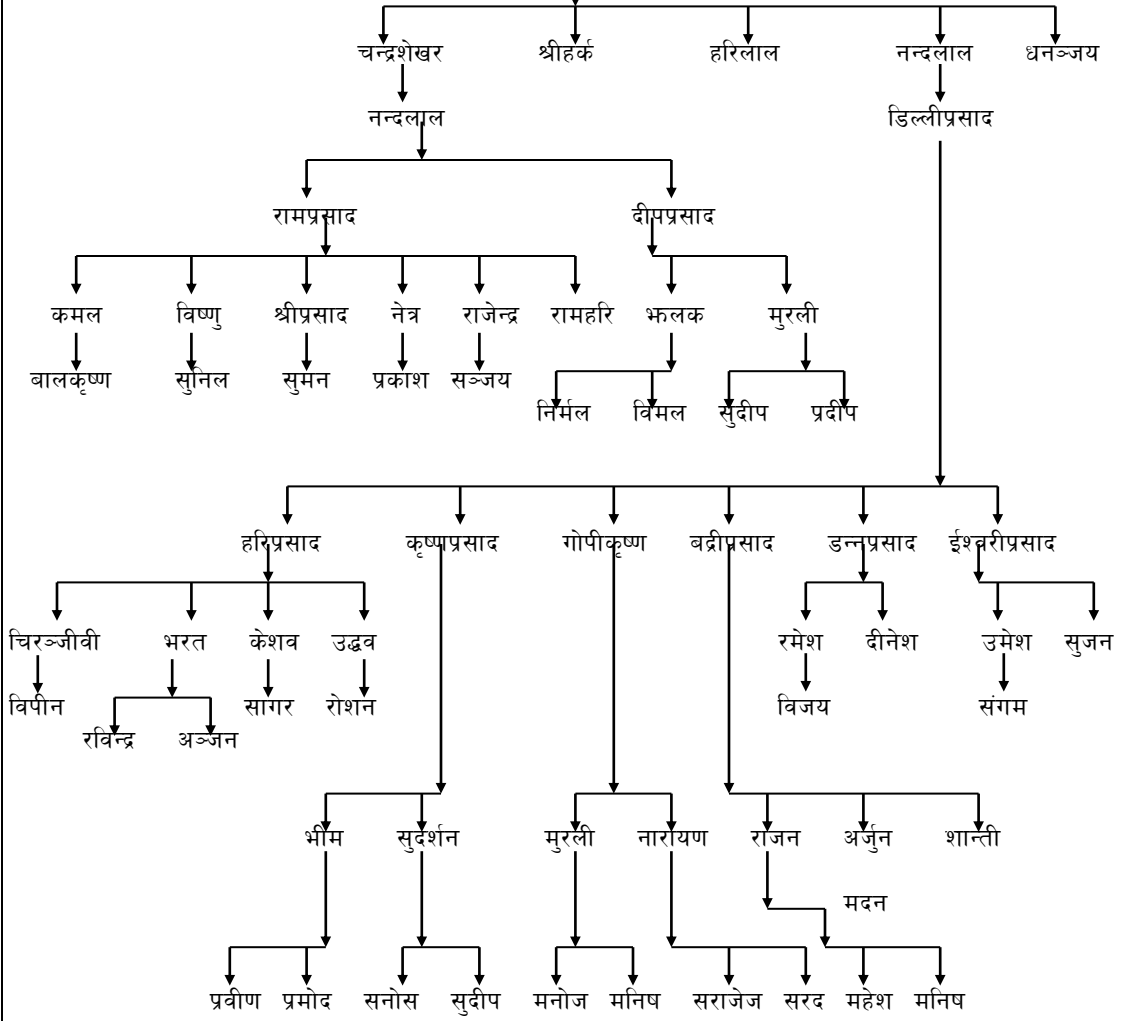 चन्द्रशेखर श्रीहर्क हरिलाल नन्दलाल धनञ्जय
नन्दलाल डिल्लीप्रसाद
रामप्रसाद दीपप्रसाद
कमल विष्णु श्रीप्रसाद नेत्र राजेन्द्र रामहरि झलक मुरली
बालकृष्ण सुनिल सुमन प्रकाश सञ्जय
निर्मल विमल सुदीप प्रदीप
हरिप्रसाद कृष्णप्रसाद गोपीकृष्ण बद्रीप्रसाद डन्नप्रसाद ईश्वरीप्रसाद
चिरञ्जीवी भरत केशव उद्धव रमेश दीनेश उमेश सुजन
विपीन सागर रोशन विजय संगम
रविन्द्र अञ्जन
भीम सुदर्शन मुरली नारायण राजन अर्जुन शान्ती
मदन
प्रवीण प्रमोद सनोस सुदीप मनोज मनिष सराजेज सरद महेश मनिष